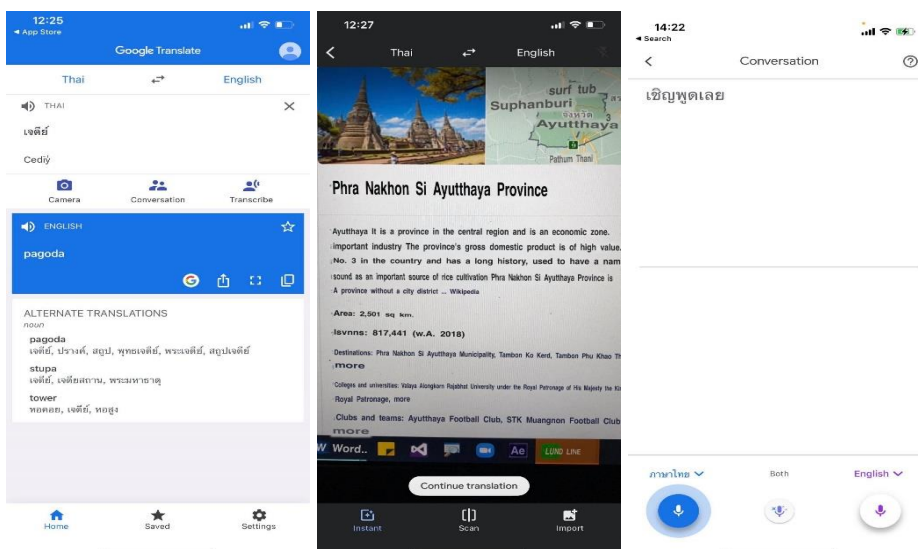 12:25
App Store
Google Translate
Thai
English
THAI
เจดีย์
Cedīy̒
Camera
Conversation
Transcribe
ENGLISH
pagoda
ALTERNATE TRANSLATIONS
noun
pagoda
เจดีย์, ปรางค์, สถูป, พุทธเจดีย์, พระเจดีย์, สถูปเจดีย์
stupa
เจดีย์, เจดียสถาน, พระมหาธาตุ
tower
หอคอย, เจดีย์, หอสูง
Home
Saved
Settings
12:27
Thai
English
surf tub
Suphanburi
จังหวัด 3
Ayutthaya
Pathum Thani
Phra Nakhon Si Ayutthaya Province
Ayutthaya It is a province in the central region and is an economic zone.
important industry The province's gross domestic product is of high value.
No. 3 in the country and has a long history, used to have a nam
sound as an important source of rice cultivation Phra Nakhon Si Ayutthaya Province is
A province without a city district ... Wikipedia
Area: 2,501 sq km.
Isvnns: 817,441 (w.A. 2018)
Destinations: Phra Nakhon Si Ayutthaya Municipality, Tambon Ko Kerd, Tambon Phu Khao Th
more
Colleges and universities: Valaya Alongkorn Rajabhat University under the Royal Patronage of His Majesty the Kin
Royal Patronage, more
Clubs and teams: Ayutthaya Football Club, STK Muangnon Football Club
more
W Word..
Ae
LUND LINE
Continue translation
Instant
Scan
Import
14:22
Search
Conversation
เชิญพูดเลย
ภาษาไทย
Both
English